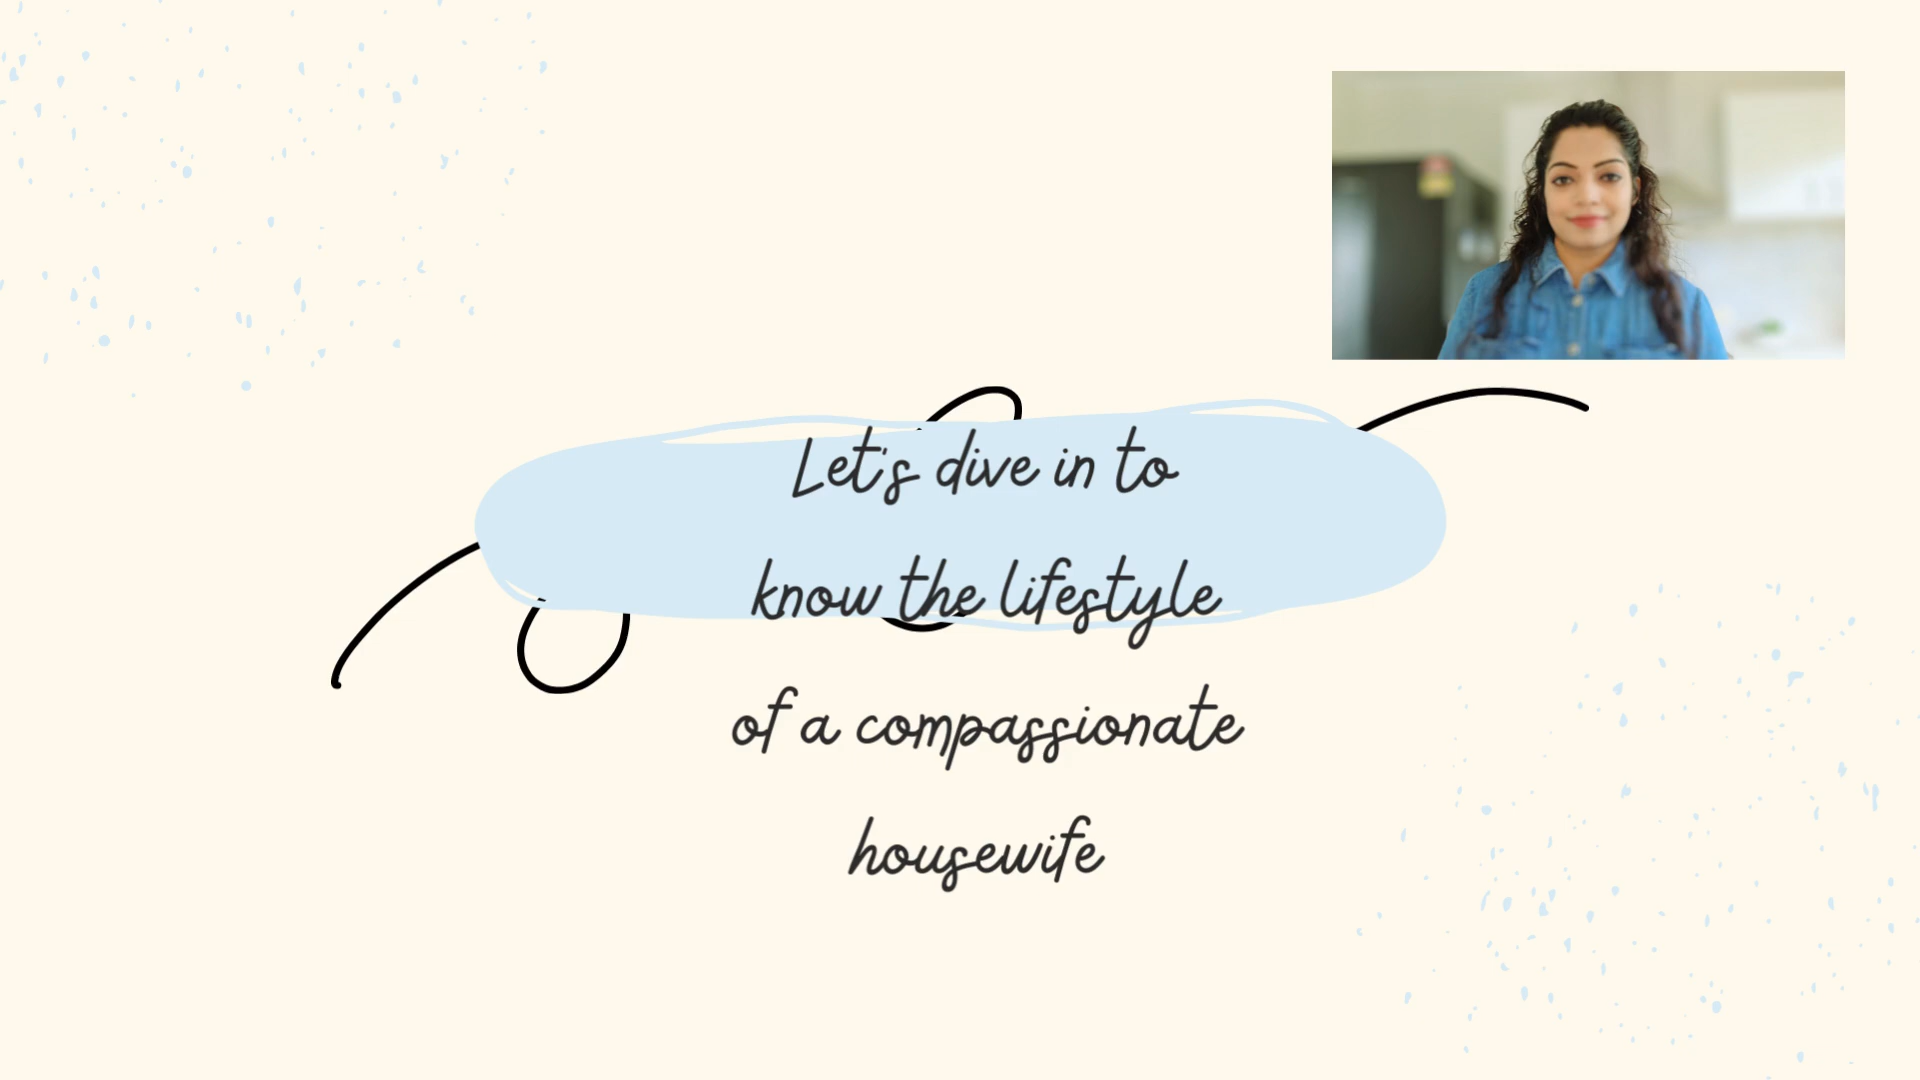 Let's dive in to
know the lifestyle
of a compassionate
housewife